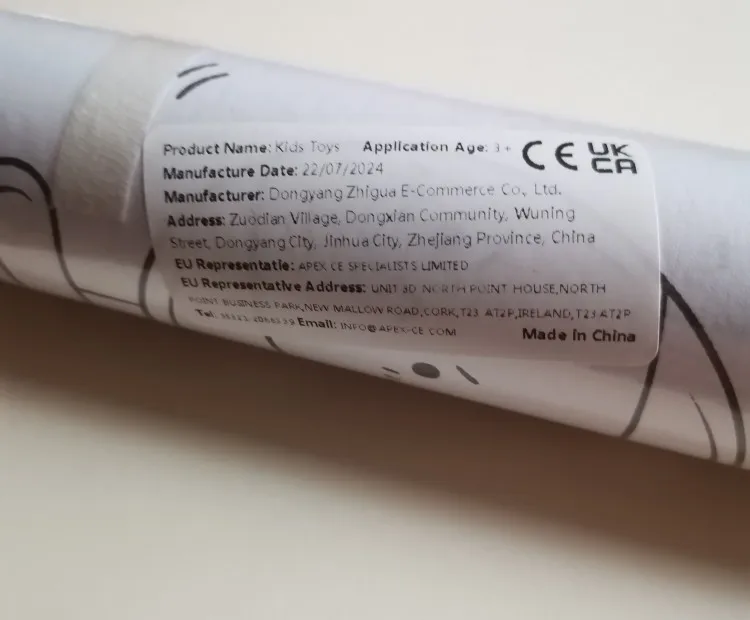 Product Name: Kids Toys Application Age: 3+ CE UK CA
Manufacture Date: 22/07/2024
Manufacturer: Dongyang Zhigua E-Commerce Co., Ltd.
Address: Zuodian Village, Dongxian Community, Wuning
Street, Dongyang City, Jinhua City, Zhejiang Province, China
EU Representatie: APEX CE SPECIALISTS LIMITED
EU Representative Address: UNIT 3D NORTH POINT HOUSE,NORTH
POINT BUSINESS PARK,NEW MALLOW ROAD,CORK,T23 AT2P,IRELAND,T23 AT2P
Tel: Email: INFO@APEX-CE.COM Made in China